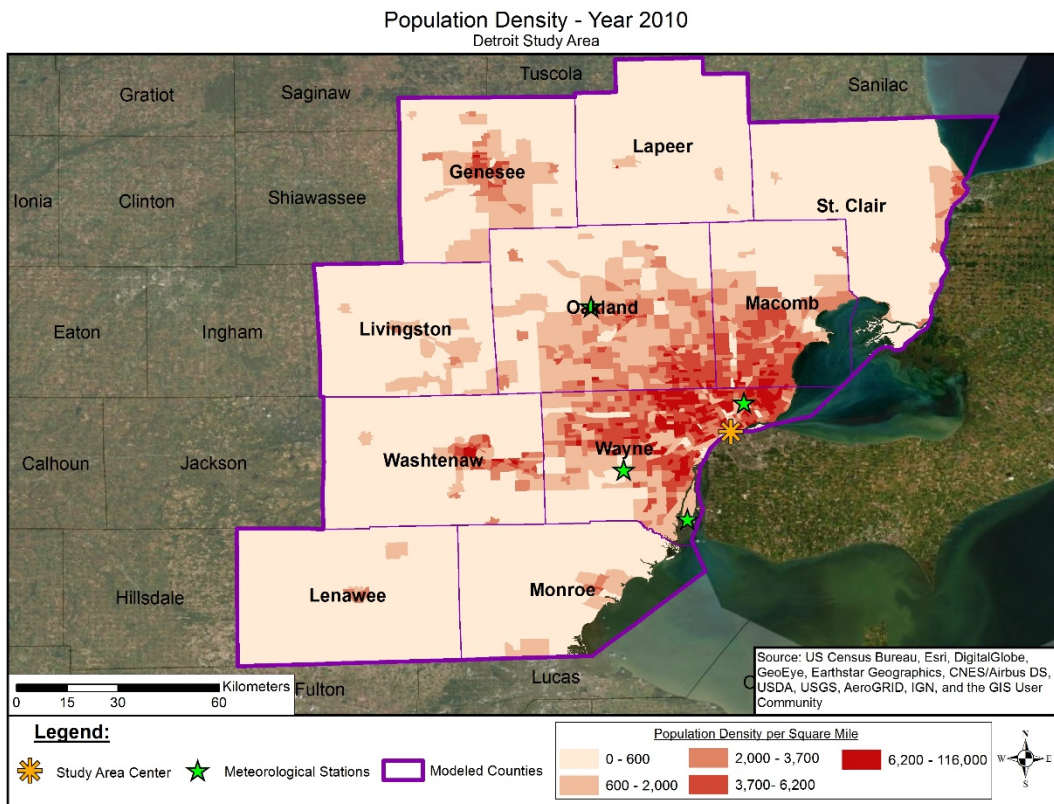 Population Density - Year 2010
Detroit Study Area
Tuscola
Sanilac
Gratiot
Saginaw
Lapeer
Genesee
Ionia
Clinton
Shiawassee
St. Clair
Oakland
Macomb
Eaton
Ingham
Livingston
Wayne
Washtenaw
Calhoun
Jackson
Hillsdale
Lenawee
Monroe
Source: US Census Bureau, Esri, DigitalGlobe,
GeoEye, Earthstar Geographics, CNES/Airbus DS,
USDA, USGS, AeroGRID, IGN, and the GIS User
Community
Lucas
Fulton
Kilometers
0 15 30 60
Legend:
Study Area Center
Meteorological Stations
Modeled Counties
Population Density per Square Mile
0 - 600
2,000 - 3,700
6,200 - 116,000
600 - 2,000
3,700- 6,200
N
W
E
S